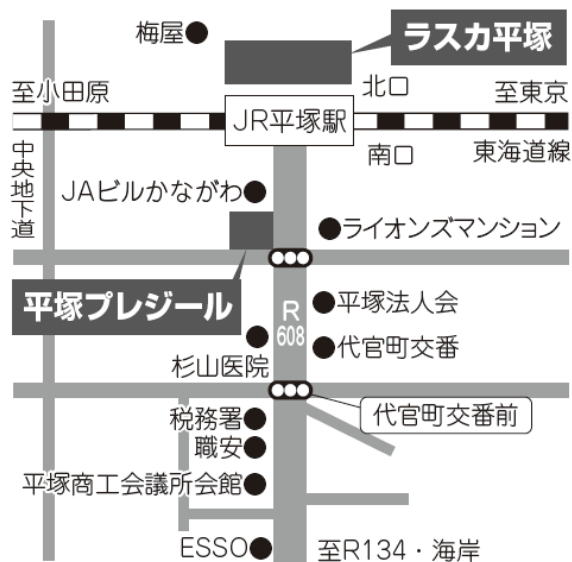 梅屋
ラスカ平塚
至小田原
北口
至東京
JR平塚駅
中央地下道
南口
東海道線
JAビルかながわ
ライオンズマンション
平塚プレジール
R
608
平塚法人会
代官町交番
杉山医院
代官町交番前
税務署
職安
平塚商工会議所会館
ESSO
至R134・海岸